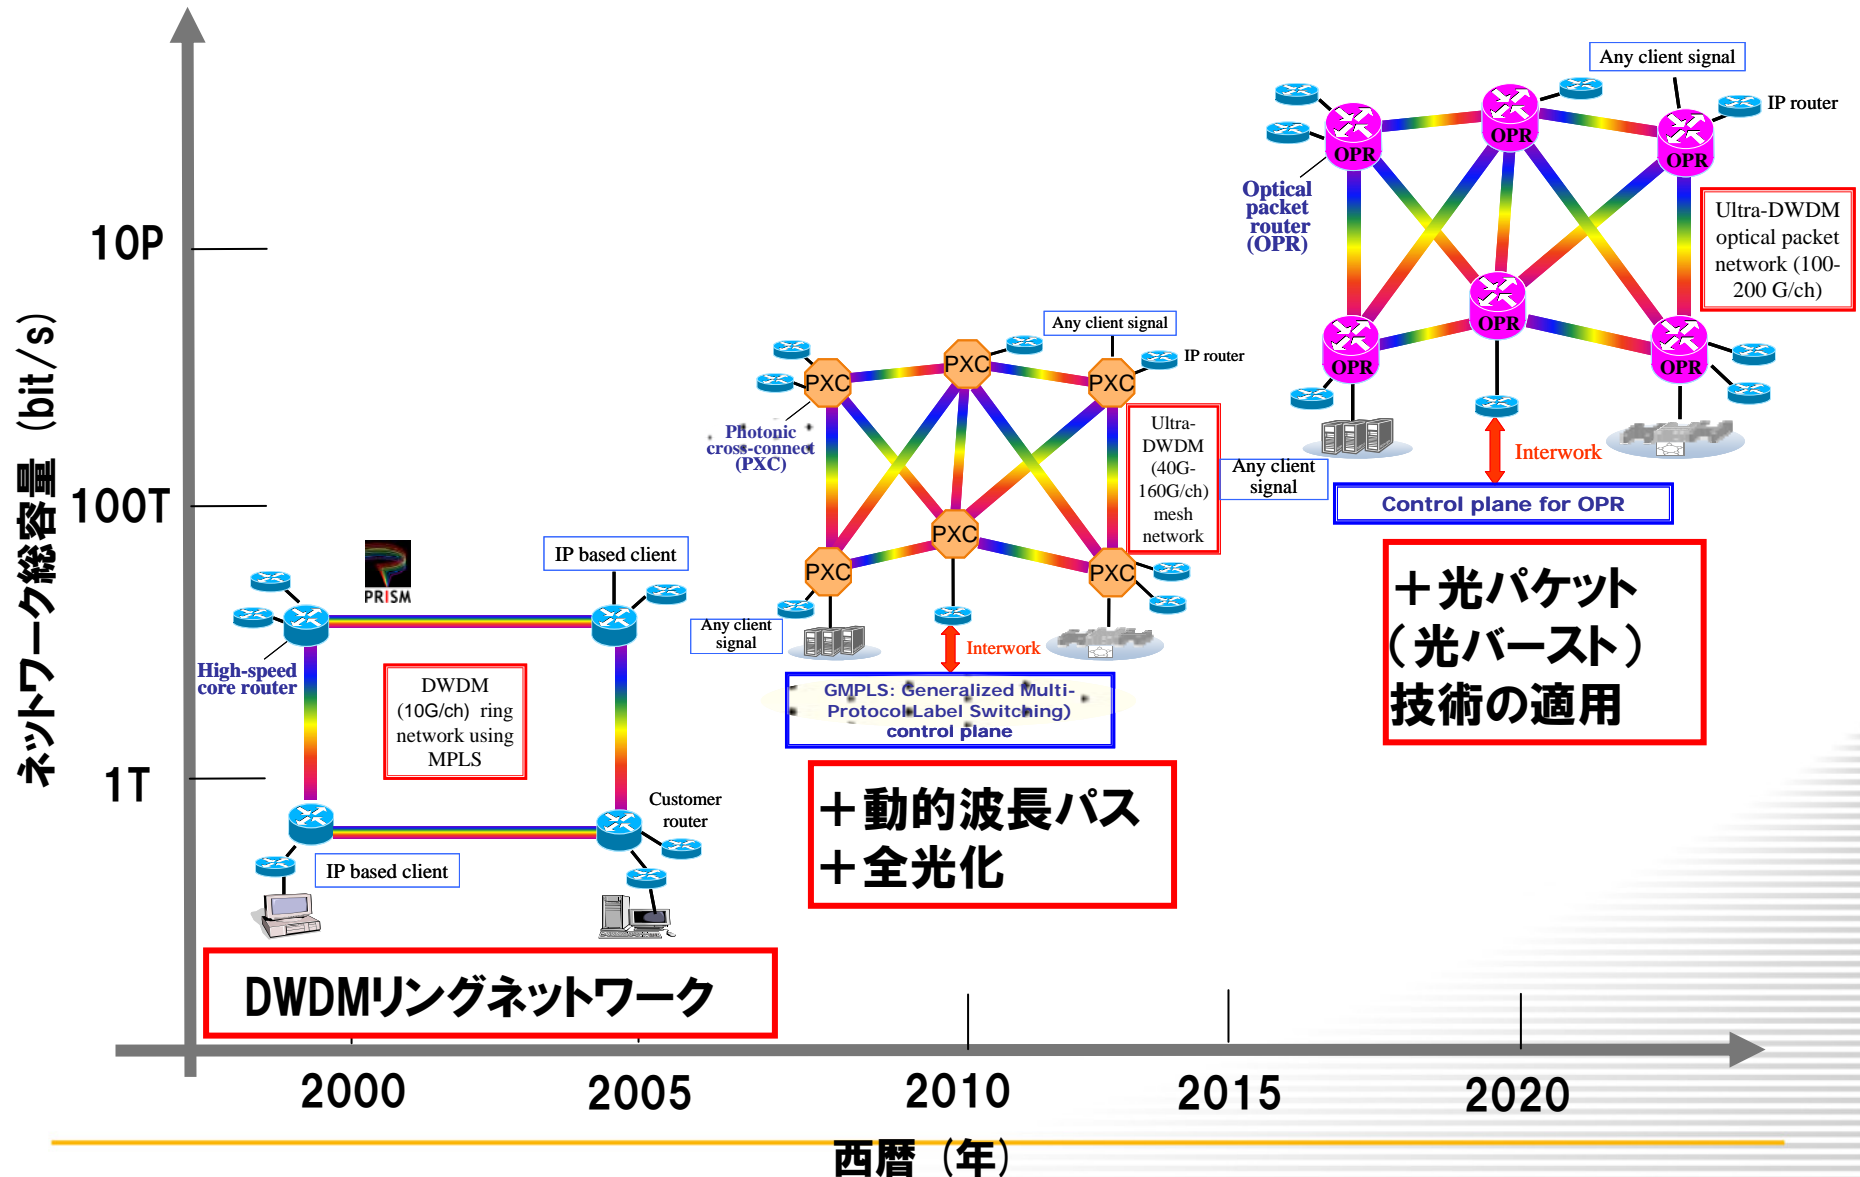 ネットワーク総容量 (bit/s)
10P
100T
1T
PRISM
IP based client
High-speed
core router
DWDM
(10G/ch) ring
network using
MPLS
Customer
router
IP based client
DWDMリングネットワーク
Any client signal
IP router
PXC
PXC
PXC
Photonic
cross-connect
(PXC)
Ultra-
DWDM
(40G-
160G/ch)
mesh
network
PXC
PXC
PXC
Any client
signal
Interwork
GMPLS: Generalized Multi-
Protocol Label Switching)
control plane
＋動的波長パス
＋全光化
Any client signal
IP router
OPR
OPR
OPR
Optical
packet
router
(OPR)
Ultra-DWDM
optical packet
network (100-
200 G/ch)
OPR
OPR
OPR
Any client
signal
Interwork
Control plane for OPR
＋光パケット
（光バースト）
技術の適用
2000
2005
2010
2015
2020
西暦 (年)